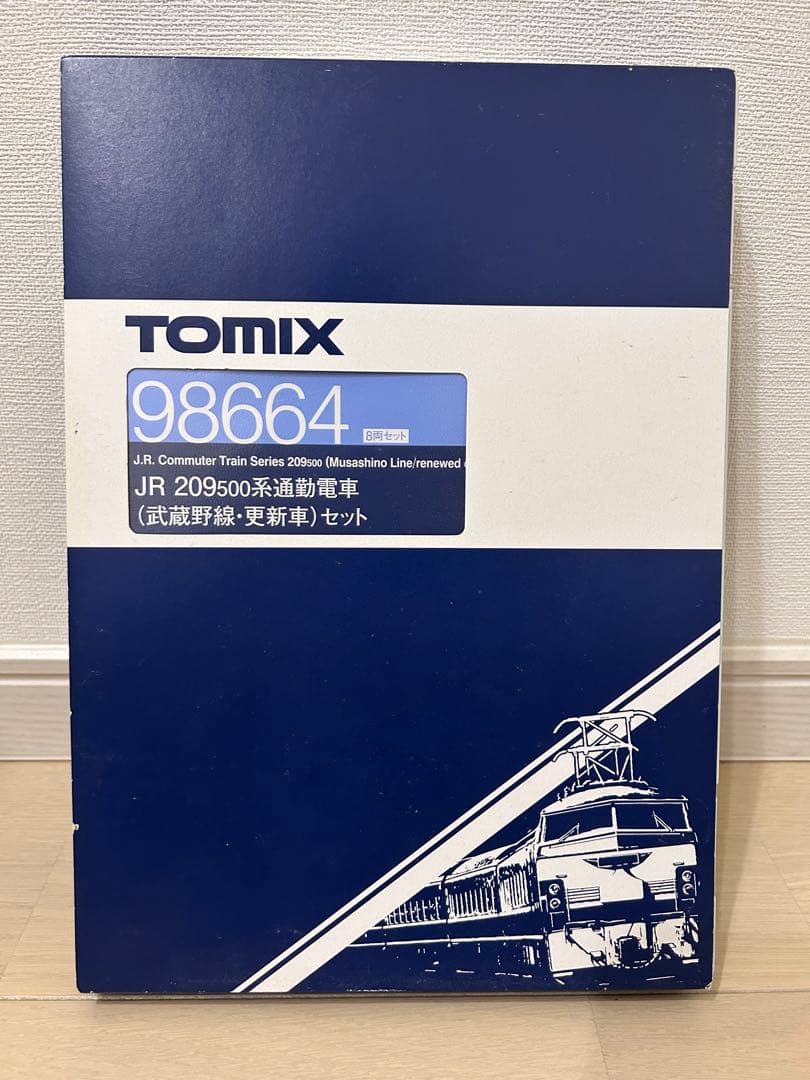 TOMIX
98664 8両セット
J.R. Commuter Train Series 209500 (Musashino Line/renewed
JR 209500系通勤電車
(武蔵野線・更新車)セット